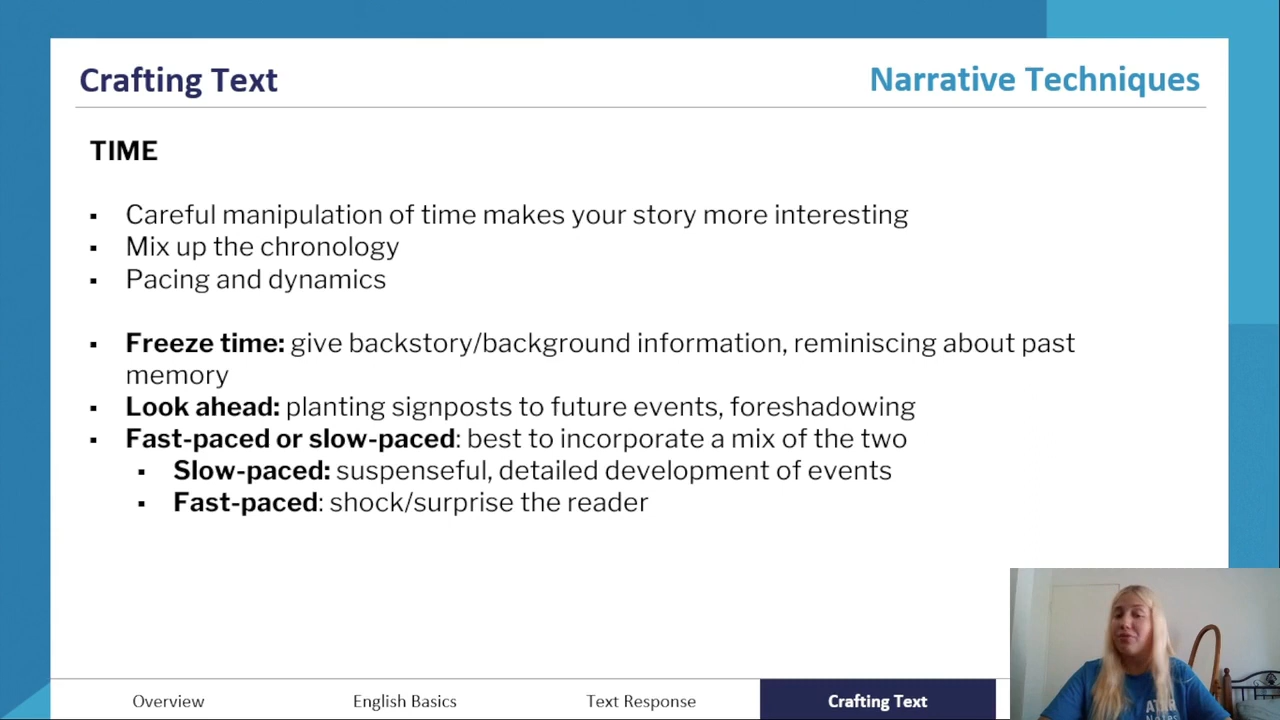 Crafting Text
Narrative Techniques
TIME
▪ Careful manipulation of time makes your story more interesting
▪ Mix up the chronology
▪ Pacing and dynamics
▪ Freeze time: give backstory/background information, reminiscing about past
memory
▪ Look ahead: planting signposts to future events, foreshadowing
▪ Fast-paced or slow-paced: best to incorporate a mix of the two
▪ Slow-paced: suspenseful, detailed development of events
▪ Fast-paced: shock/surprise the reader
Overview
English Basics
Text Response
Crafting Text